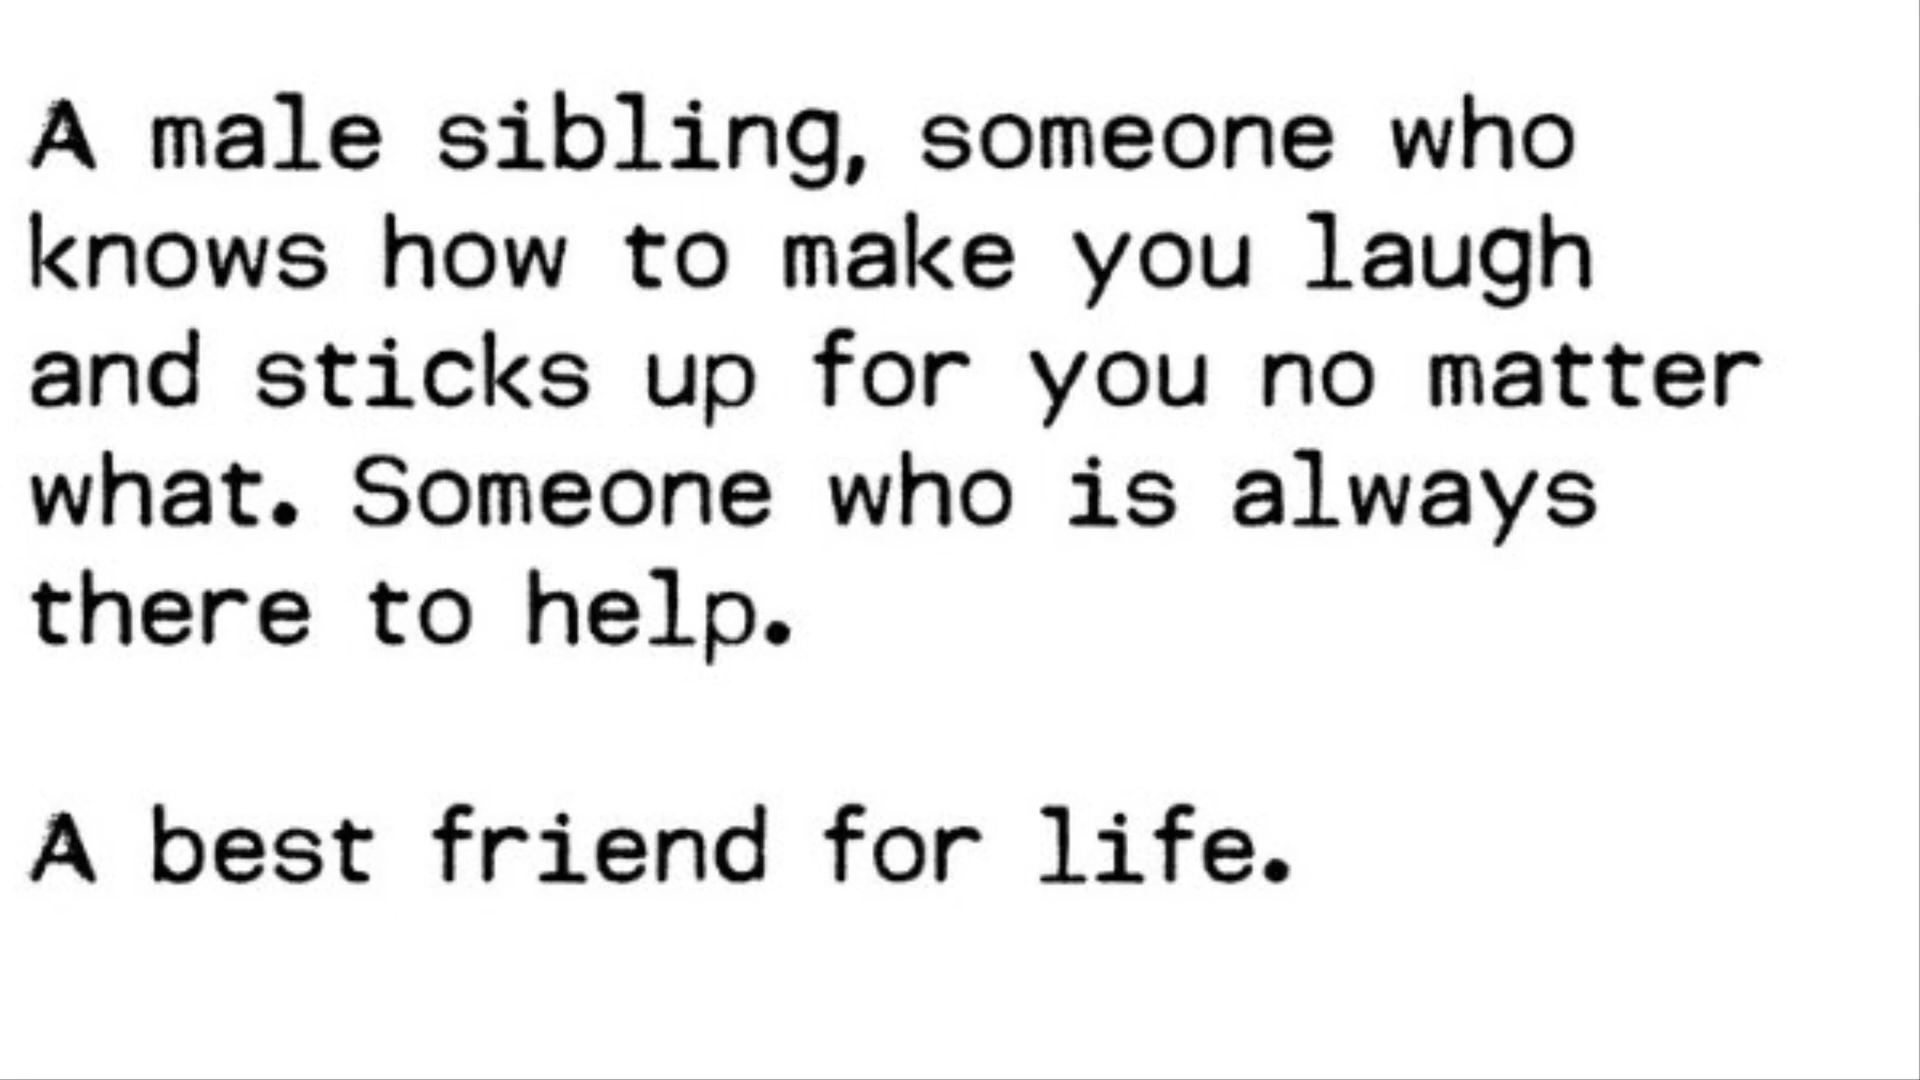 A male sibling, someone who
knows how to make you laugh
and sticks up for you no matter
what. Someone who is always
there to help.
A best friend for life.